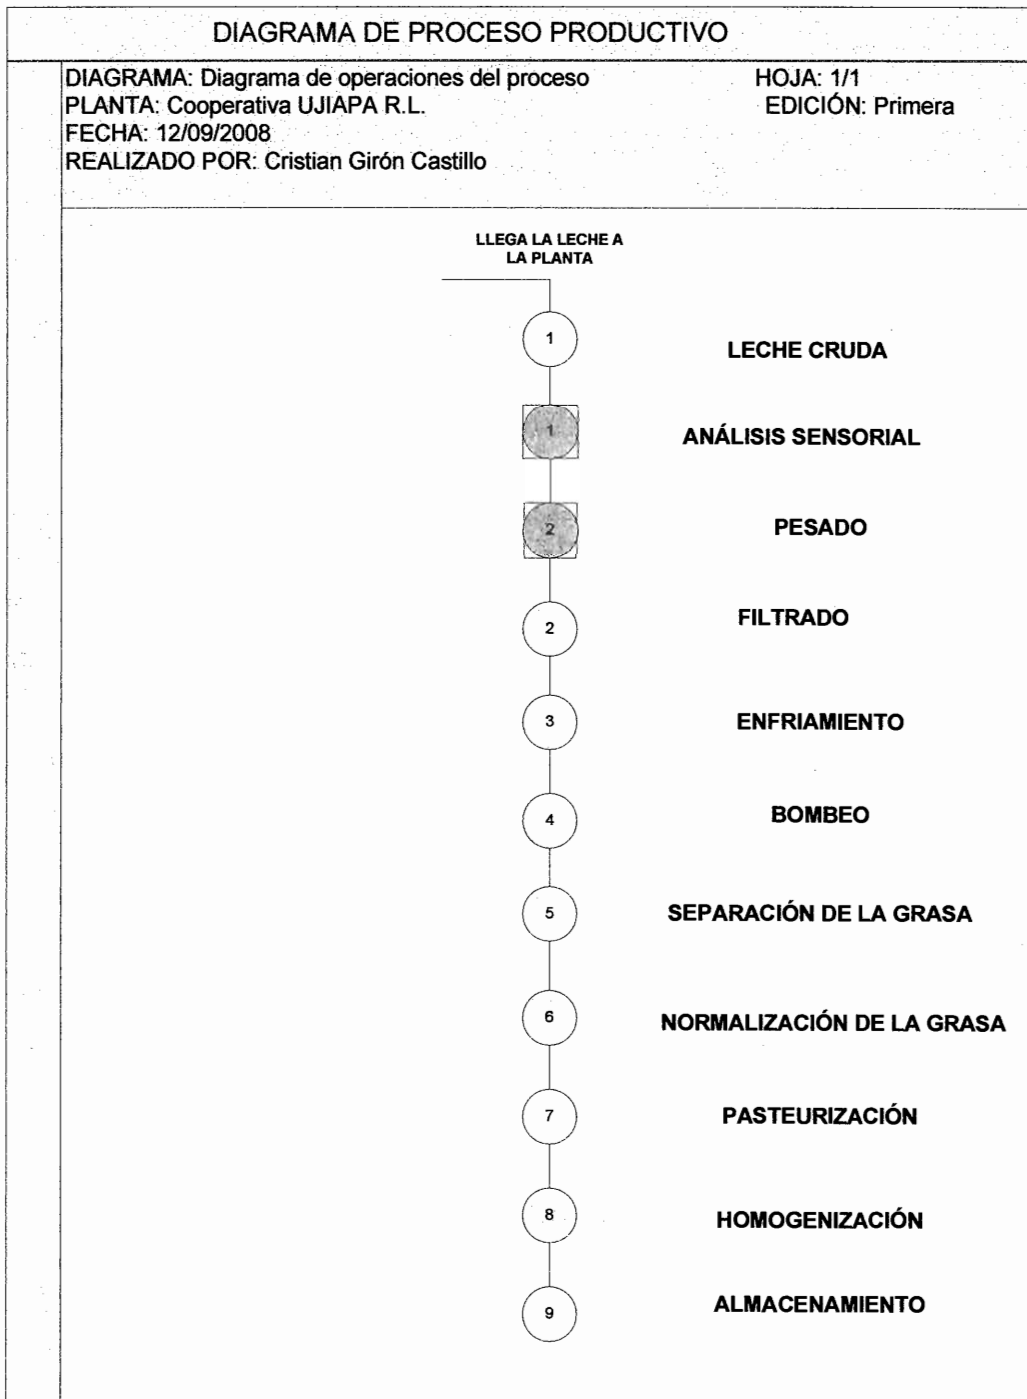 DIAGRAMA DE PROCESO PRODUCTIVO
DIAGRAMA: Diagrama de operaciones del proceso HOJA: 1/1
PLANTA: Cooperativa UJIAPA R.L. EDICIÓN: Primera
FECHA: 12/09/2008
REALIZADO POR: Cristian Girón Castillo
LLEGA LA LECHE A
LA PLANTA
1 LECHE CRUDA
1 ANÁLISIS SENSORIAL
2 PESADO
2 FILTRADO
3 ENFRIAMIENTO
4 BOMBEO
5 SEPARACIÓN DE LA GRASA
6 NORMALIZACIÓN DE LA GRASA
7 PASTEURIZACIÓN
8 HOMOGENIZACIÓN
9 ALMACENAMIENTO